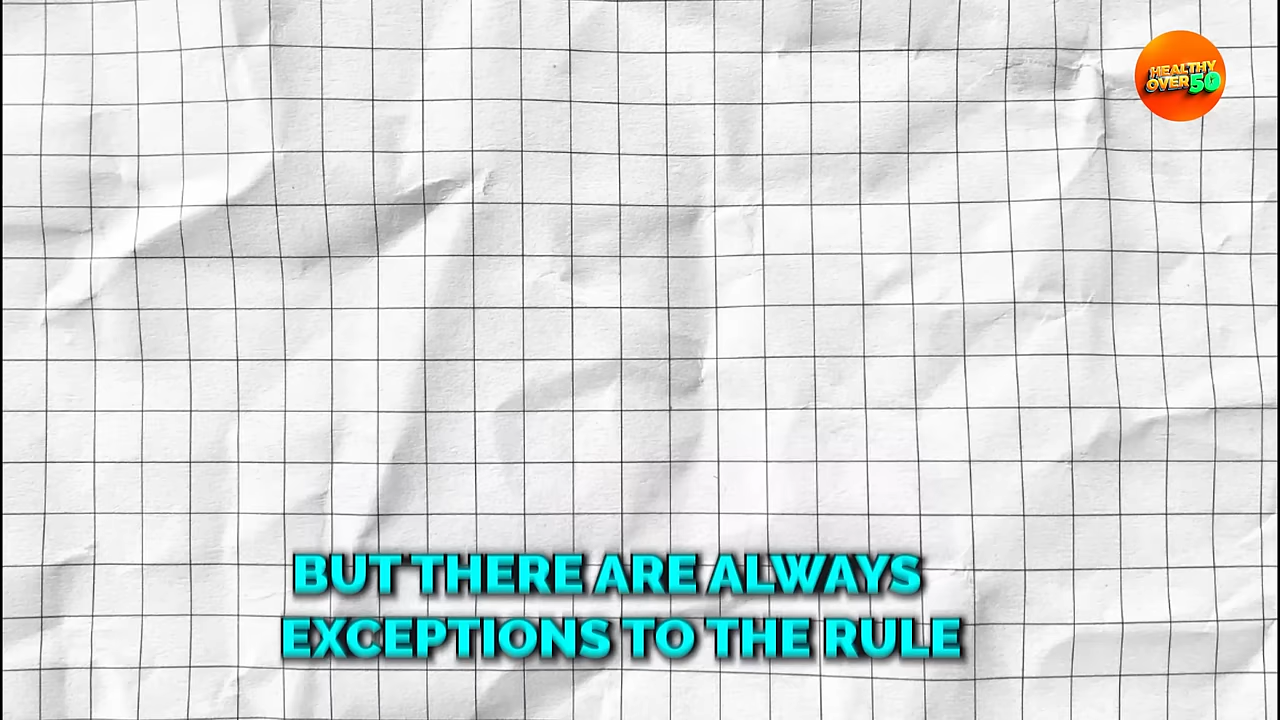 HEALTHY
OVER 50
BUT THERE ARE ALWAYS
EXCEPTIONS TO THE RULE